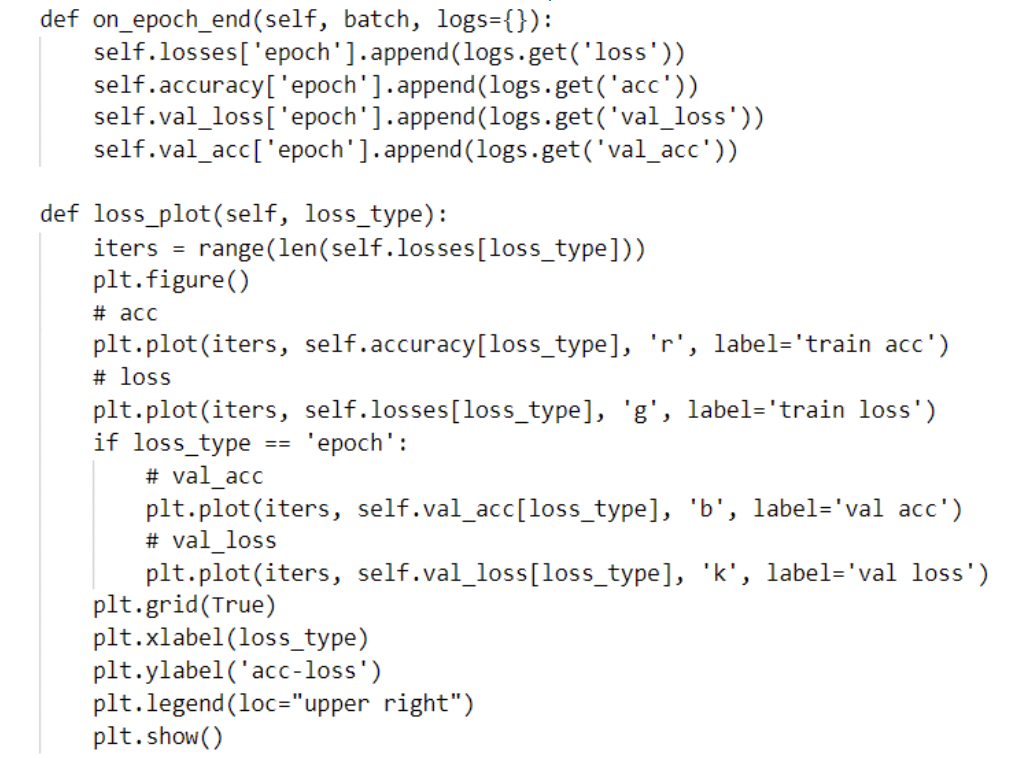 def on_epoch_end(self, batch, logs={}):
    self.losses['epoch'].append(logs.get('loss'))
    self.accuracy['epoch'].append(logs.get('acc'))
    self.val_loss['epoch'].append(logs.get('val_loss'))
    self.val_acc['epoch'].append(logs.get('val_acc'))

def loss_plot(self, loss_type):
    iters = range(len(self.losses[loss_type]))
    plt.figure()
    # acc
    plt.plot(iters, self.accuracy[loss_type], 'r', label='train acc')
    # loss
    plt.plot(iters, self.losses[loss_type], 'g', label='train loss')
    if loss_type == 'epoch':
        # val_acc
        plt.plot(iters, self.val_acc[loss_type], 'b', label='val acc')
        # val_loss
        plt.plot(iters, self.val_loss[loss_type], 'k', label='val loss')
    plt.grid(True)
    plt.xlabel(loss_type)
    plt.ylabel('acc-loss')
    plt.legend(loc="upper right")
    plt.show()